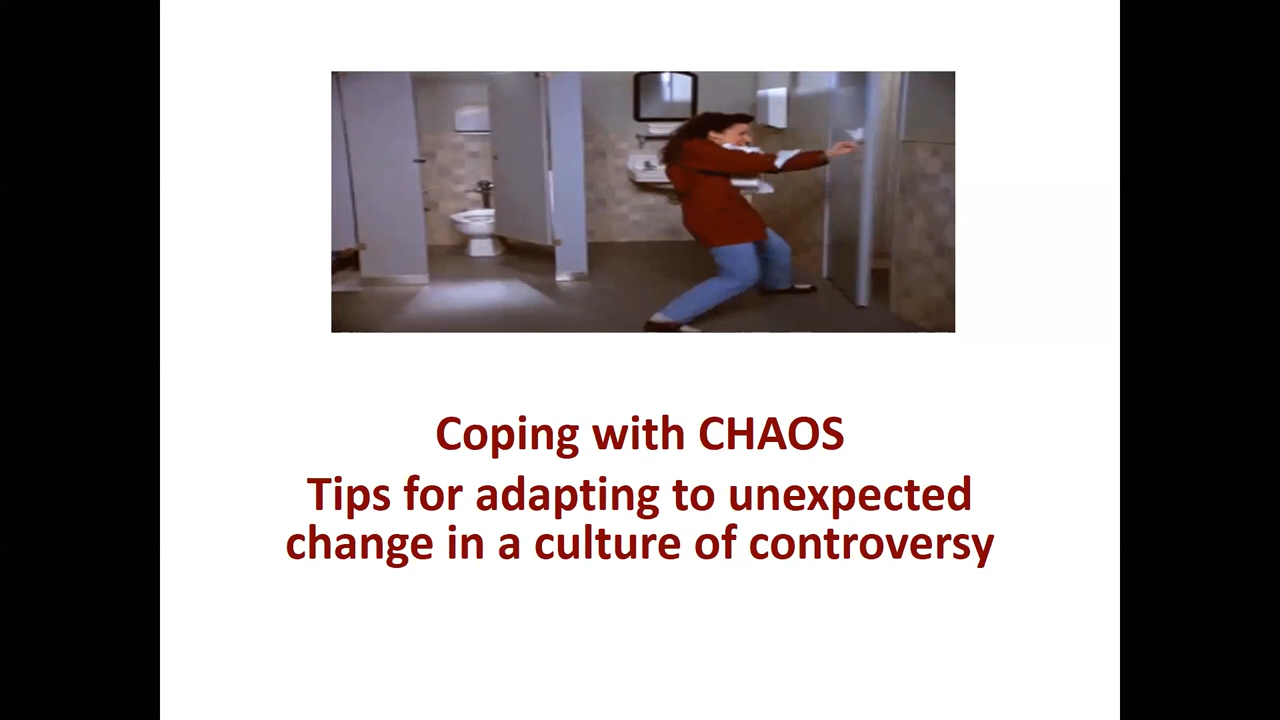 Coping with CHAOS
Tips for adapting to unexpected
change in a culture of controversy